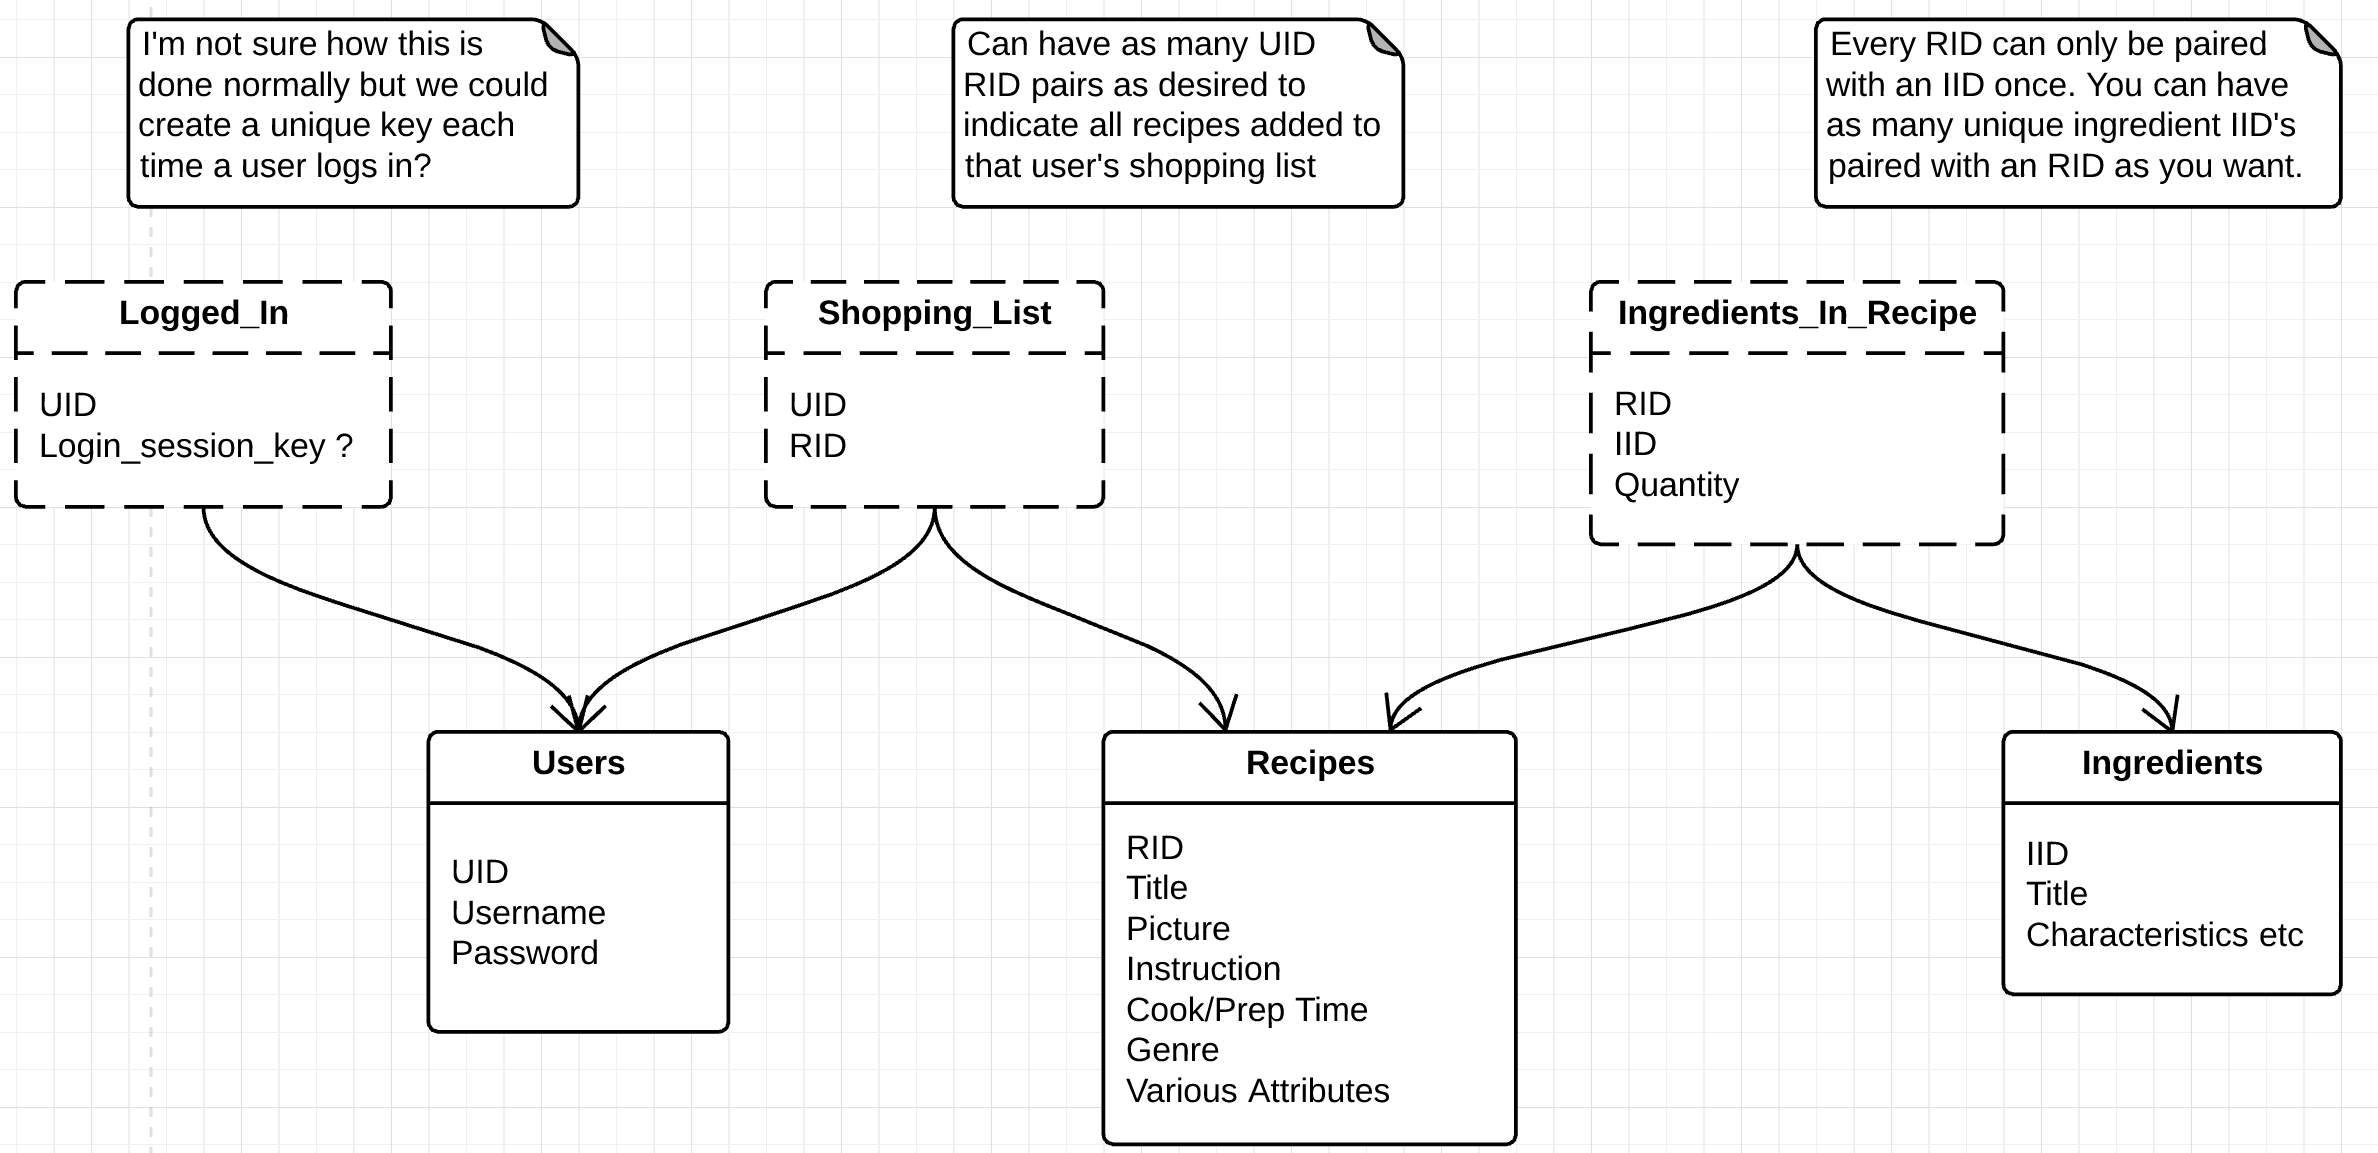 I'm not sure how this is
done normally but we could
create a unique key each
time a user logs in?
Can have as many UID
RID pairs as desired to
indicate all recipes added to
that user's shopping list
Every RID can only be paired
with an IID once. You can have
as many unique ingredient IID's
paired with an RID as you want.
Logged_In
UID
Login_session_key ?
Shopping_List
UID
RID
Ingredients_In_Recipe
RID
IID
Quantity
Users
UID
Username
Password
Recipes
RID
Title
Picture
Instruction
Cook/Prep Time
Genre
Various Attributes
Ingredients
IID
Title
Characteristics etc